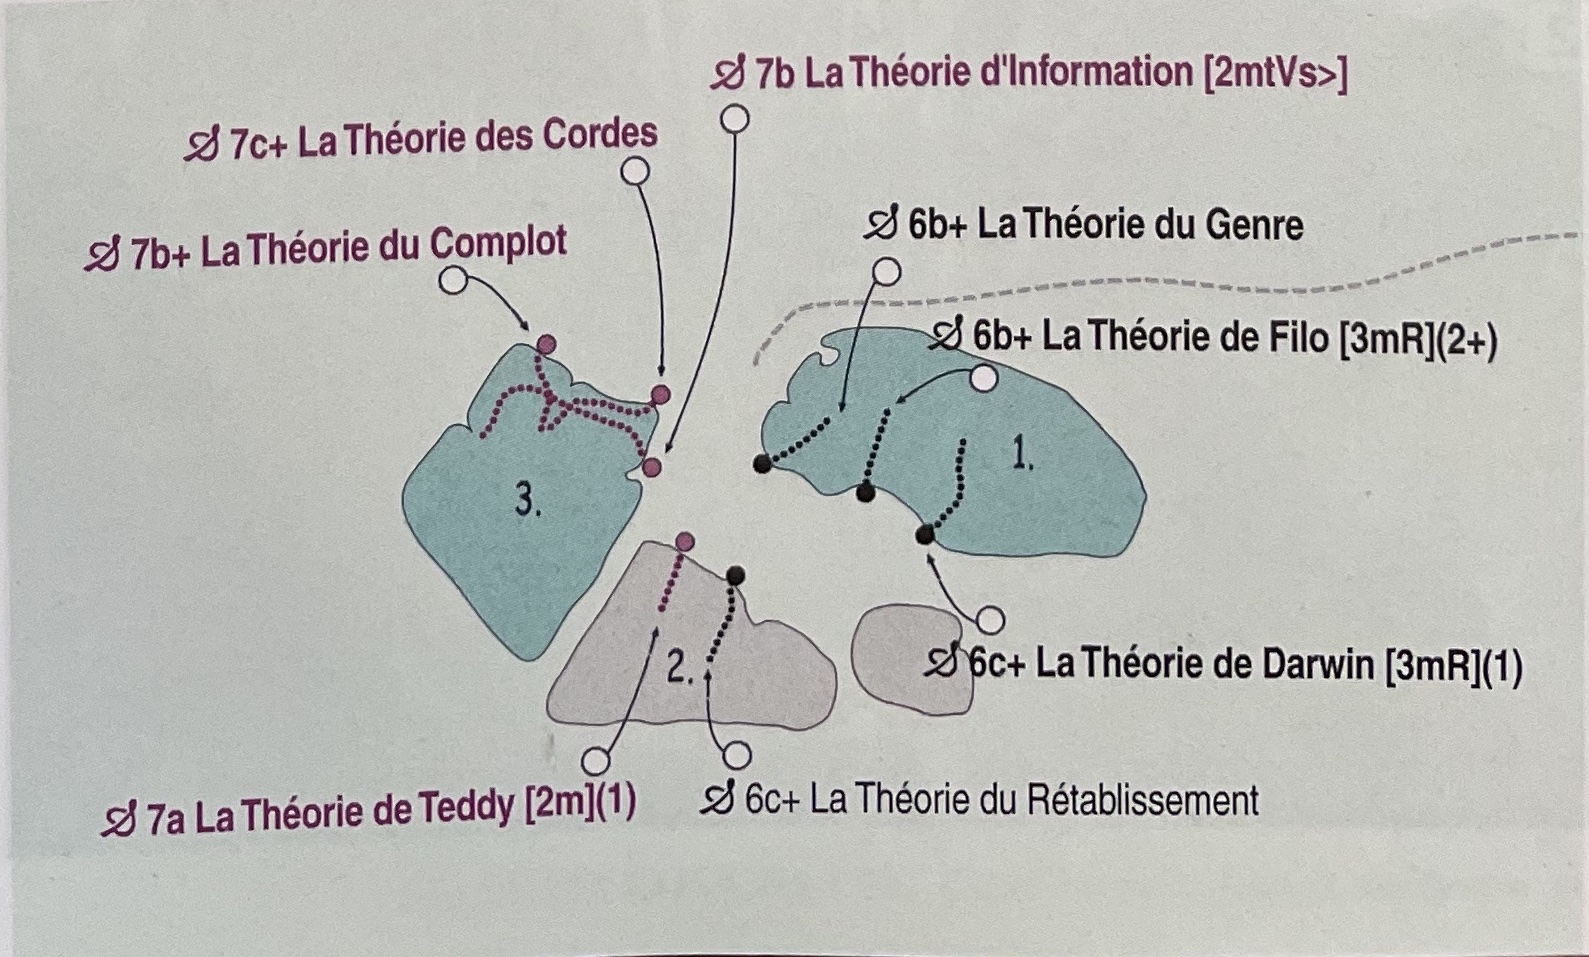 7b La Théorie d'Information [2mtVs>]
7c+ La Théorie des Cordes
6b+ La Théorie du Genre
7b+ La Théorie du Complot
6b+ La Théorie de Filo [3mR](2+)
1.
3.
2.
6c+ La Théorie de Darwin [3mR](1)
7a La Théorie de Teddy [2m](1)
6c+ La Théorie du Rétablissement